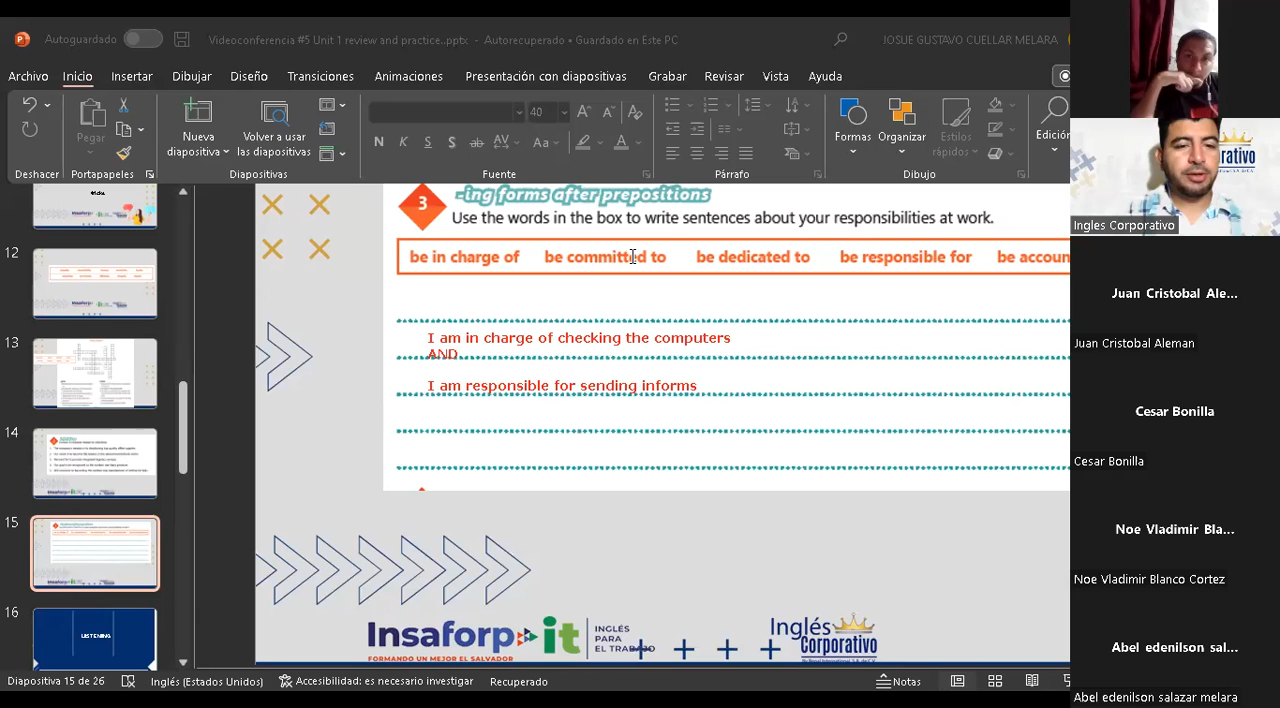 Autoguardado
Videoconferencia #5 Unit 1 review and practice..pptx - Autorecuperado • Guardado en Este PC
JOSUE GUSTAVO CUELLAR MELARA
Archivo Inicio Insertar Dibujar Diseño Transiciones Animaciones Presentación con diapositivas Grabar Revisar Vista Ayuda
Pegar
Nueva diapositiva
Volver a usar las diapositivas
40
N K S S ab AV Aa A
Formas
Organizar
Estilos rápidos
Edición
Deshacer Portapapeles Diapositivas Fuente Párrafo Dibujo
12
13
14
15
16
LISTENING
3
-ing forms after prepositions
Use the words in the box to write sentences about your responsibilities at work.
be in charge of be committed to be dedicated to be responsible for be accoun
I am in charge of checking the computers
AND
I am responsible for sending informs
Insaforp it
INGLÉS
PARA
EL TRABAJO
FORMANDO UN MEJOR EL SALVADOR
Inglés
Corporativo
Diapositiva 15 de 26
Inglés (Estados Unidos)
Accesibilidad: es necesario investigar
Recuperado
Notas
orativo
Ingles Corporativo
Juan Cristobal Ale...
Juan Cristobal Aleman
Cesar Bonilla
Cesar Bonilla
Noe Vladimir Bla...
Noe Vladimir Blanco Cortez
Abel edenilson sal...
Abel edenilson salazar melara